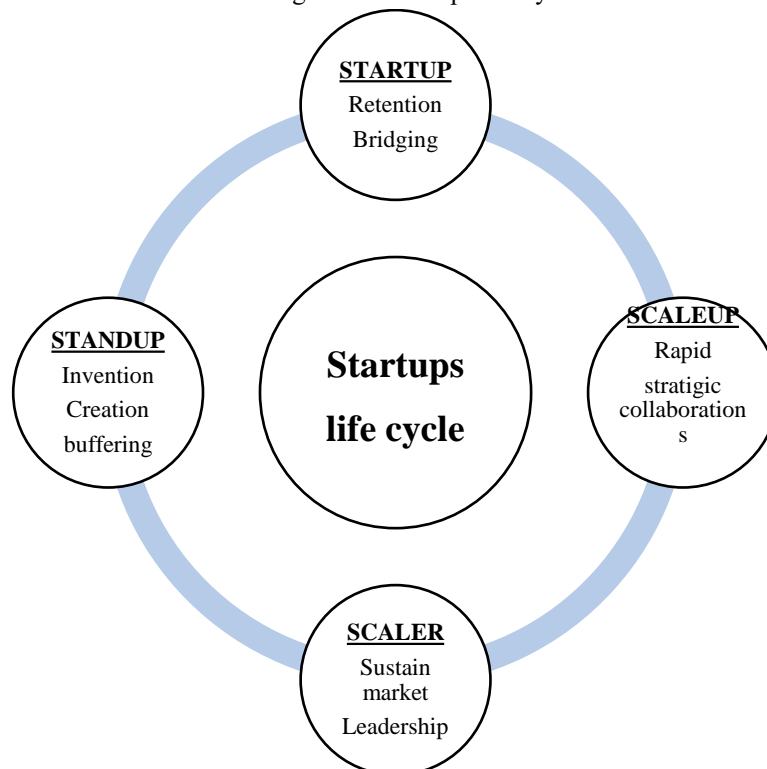 STARTUP
Retention
Bridging
SCALEUP
Rapid
stratigic
collaboration
s
STANDUP
Invention
Creation
buffering
Startups
life cycle
SCALER
Sustain
market
Leadership